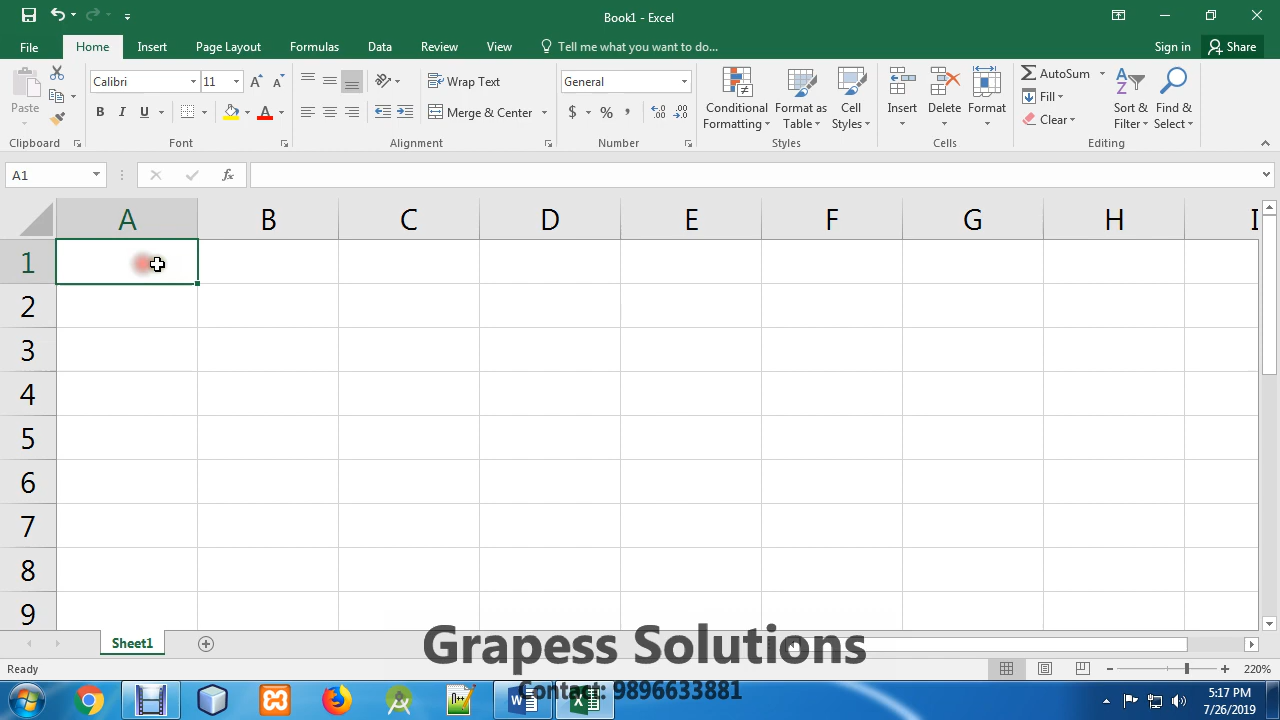 Book1 - Excel
File Home Insert Page Layout Formulas Data Review View Tell me what you want to do... Sign in Share
Calibri 11 Wrap Text General AutoSum
Paste Fill
B I U A Merge & Center $ % , Conditional Formatting Format as Table Cell Styles Insert Delete Format Clear Sort & Filter Find & Select
Clipboard Font Alignment Number Styles Cells Editing
A1 fx
A B C D E F G H I
1
2
3
4
5
6
7
8
9
Sheet1
Grapess Solutions
Ready 220%
Contact: 9896633881
5:17 PM
7/26/2019